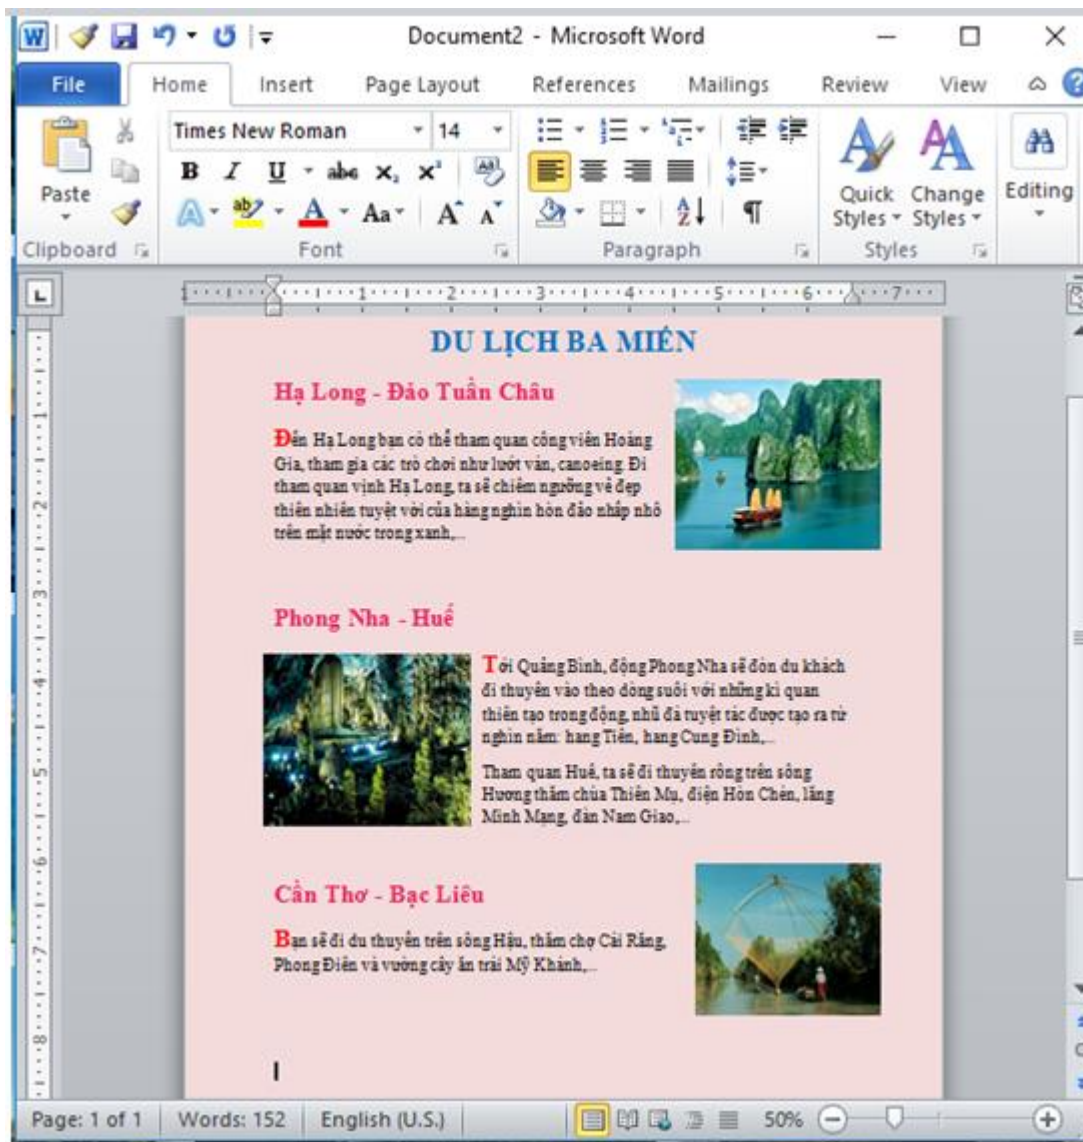 Document2 - Microsoft Word
File Home Insert Page Layout References Mailings Review View
Times New Roman 14
Paste
Quick Styles
Change Styles
Editing
Clipboard Font Paragraph Styles
DU LỊCH BA MIỀN
Hạ Long - Đảo Tuần Châu
Đến Hạ Long bạn có thể tham quan công viên Hoàng
Gia, tham gia các trò chơi như lướt ván, canoeing. Đi
tham quan vịnh Hạ Long, ta sẽ chiêm ngưỡng vẻ đẹp
thiên nhiên tuyệt vời của hàng nghìn hòn đảo nhấp nhô
trên mặt nước trong xanh,...
Phong Nha - Huế
Tới Quảng Bình, động Phong Nha sẽ đón du khách
đi thuyền vào theo dòng suối với những kì quan
thiên tạo trong động, nhũ đá tuyệt tác được tạo ra từ
nghìn năm: hang Tiên, hang Cung Đình,...
Tham quan Huế, ta sẽ đi thuyền rồng trên sông
Hương thăm chùa Thiên Mụ, điện Hòn Chén, lăng
Minh Mạng, đàn Nam Giao,...
Cần Thơ - Bạc Liêu
Bạn sẽ đi du thuyền trên sông Hậu, thăm chợ Cái Răng,
Phong Điền và vườn cây ăn trái Mỹ Khánh,...
Page: 1 of 1 Words: 152 English (U.S.) 50%